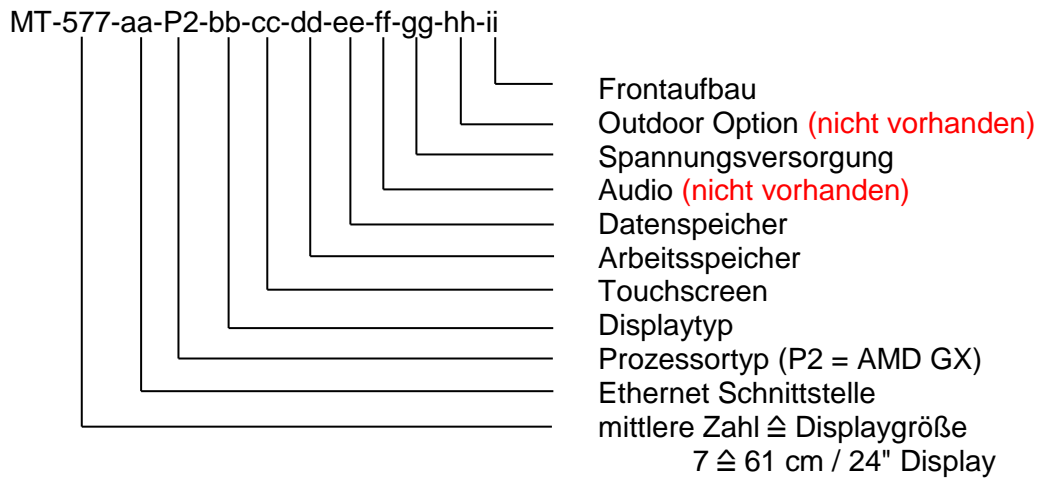 MT-577-aa-P2-bb-cc-dd-ee-ff-gg-hh-ii
Frontaufbau
Outdoor Option (nicht vorhanden)
Spannungsversorgung
Audio (nicht vorhanden)
Datenspeicher
Arbeitsspeicher
Touchscreen
Displaytyp
Prozessortyp (P2 = AMD GX)
Ethernet Schnittstelle
mittlere Zahl ≙ Displaygröße
7 ≙ 61 cm / 24" Display